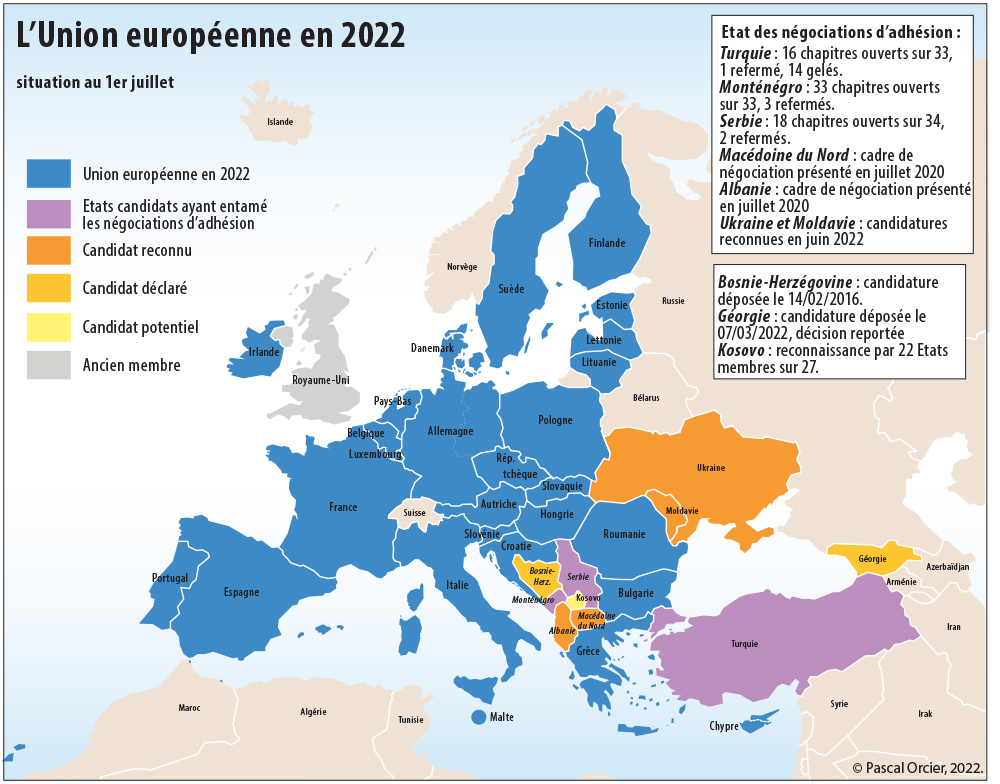 L'Union européenne en 2022
situation au 1er juillet
Etat des négociations d'adhésion :
Turquie : 16 chapitres ouverts sur 33,
1 refermé, 14 gelés.
Monténégro : 33 chapitres ouverts
sur 33, 3 refermés.
Serbie : 18 chapitres ouverts sur 34,
2 refermés.
Macédoine du Nord : cadre de
négociation présenté en juillet 2020
Albanie : cadre de négociation présenté
en juillet 2020
Ukraine et Moldavie : candidatures
reconnues en juin 2022
Bosnie-Herzégovine : candidature
déposée le 14/02/2016.
Géorgie : candidature déposée le
07/03/2022, décision reportée
Kosovo : reconnaissance par 22 Etats
membres sur 27.
Union européenne en 2022
Etats candidats ayant entamé
les négociations d'adhésion
Candidat reconnu
Candidat déclaré
Candidat potentiel
Ancien membre
Islande
Norvège
Suède
Finlande
Russie
Estonie
Lettonie
Lituanie
Danemark
Irlande
Royaume-Uni
Bélarus
Pays-Bas
Belgique
Luxembourg
Allemagne
Pologne
Rép.
tchèque
Slovaquie
Ukraine
Moldavie
France
Suisse
Autriche
Hongrie
Slovénie
Croatie
Roumanie
Italie
Bosnie-
Herz.
Serbie
Monténégro
Kosovo
Bulgarie
Macédoine
du Nord
Albanie
Grèce
Portugal
Espagne
Géorgie
Arménie
Azerbaïdjan
Turquie
Iran
Maroc
Algérie
Tunisie
Malte
Chypre
Syrie
Irak
© Pascal Orcier, 2022.